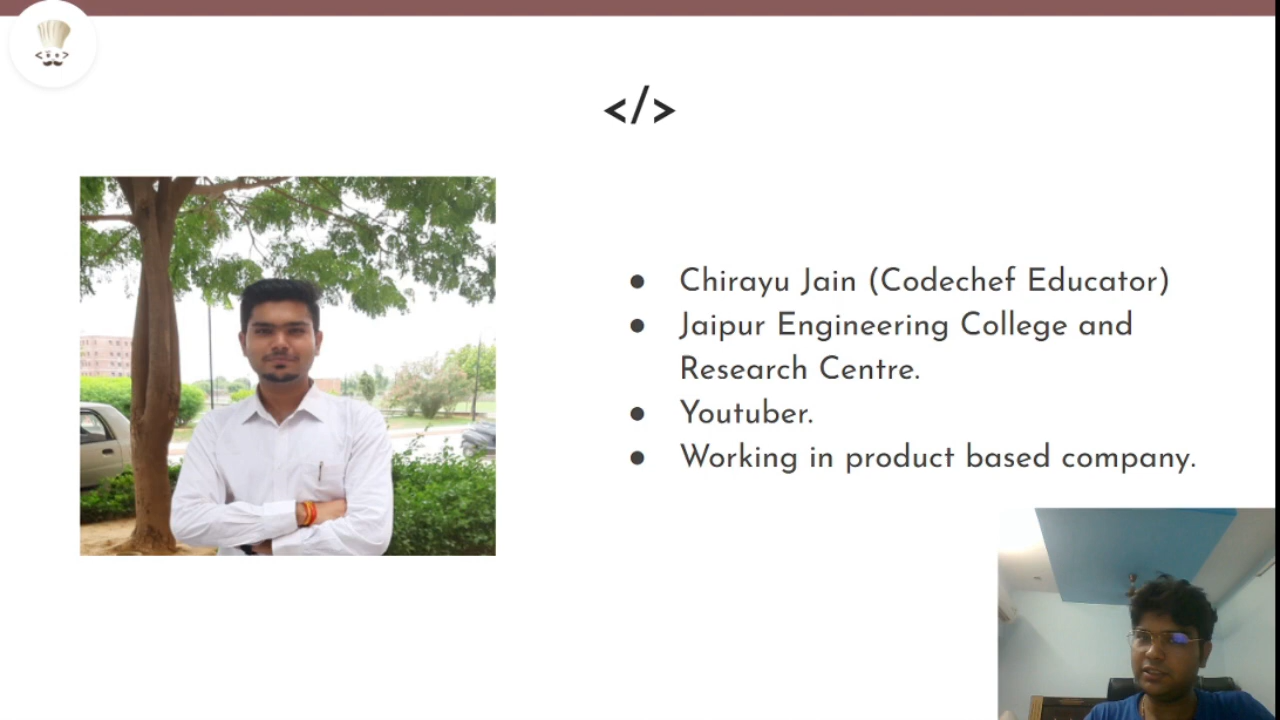 </>
● Chirayu Jain (Codechef Educator)
● Jaipur Engineering College and
Research Centre.
● Youtuber.
● Working in product based company.